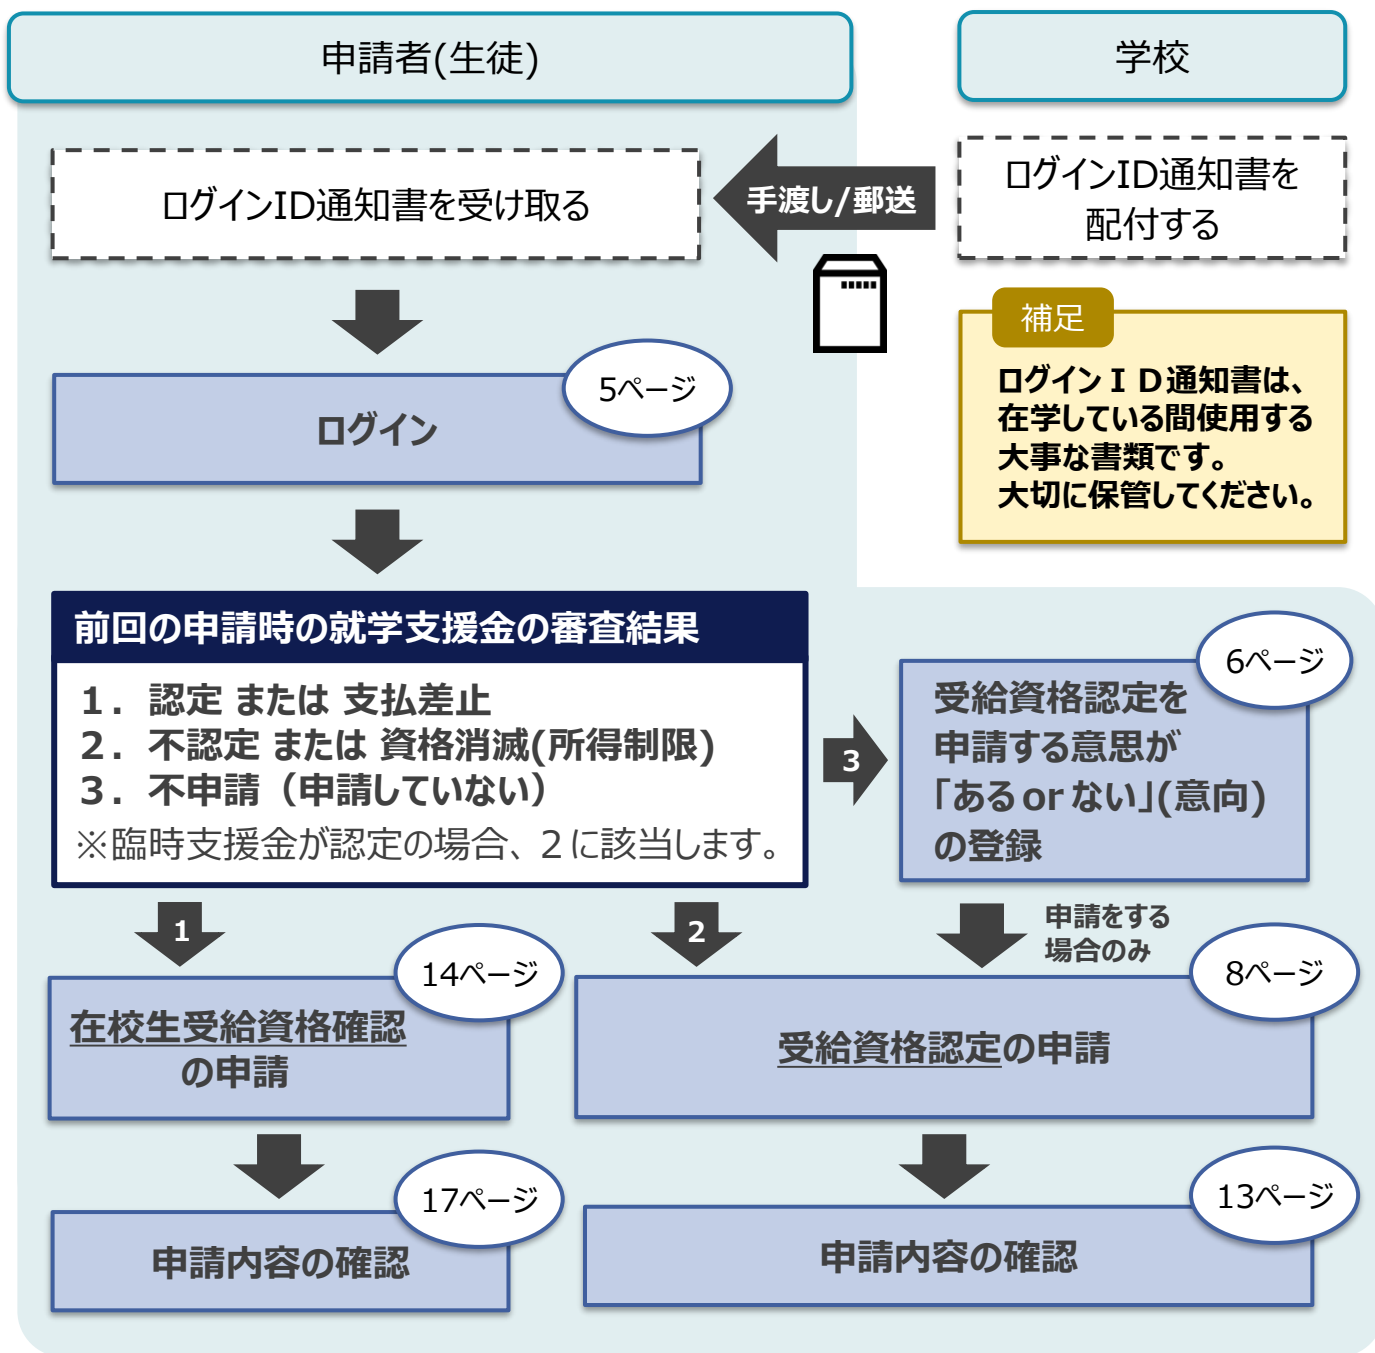 申請者(生徒)
学校
ログインID通知書を受け取る
手渡し/郵送
ログインID通知書を
配付する
補足
ログインＩＤ通知書は、
在学している間使用する
大事な書類です。
大切に保管してください。
5ページ
ログイン
前回の申請時の就学支援金の審査結果
１．認定 または 支払差止
２．不認定 または 資格消滅(所得制限)
３．不申請（申請していない）
※臨時支援金が認定の場合、２に該当します。
3
6ページ
受給資格認定を
申請する意思が
「あるorない」(意向)
の登録
1
2
申請をする
場合のみ
14ページ
在校生受給資格確認
の申請
8ページ
受給資格認定の申請
17ページ
申請内容の確認
13ページ
申請内容の確認